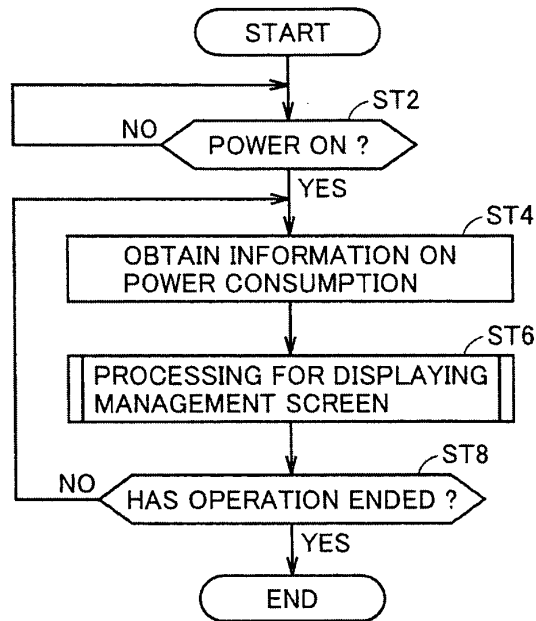 START
ST2
NO
POWER ON ?
YES
ST4
OBTAIN INFORMATION ON
POWER CONSUMPTION
ST6
PROCESSING FOR DISPLAYING
MANAGEMENT SCREEN
ST8
NO
HAS OPERATION ENDED ?
YES
END